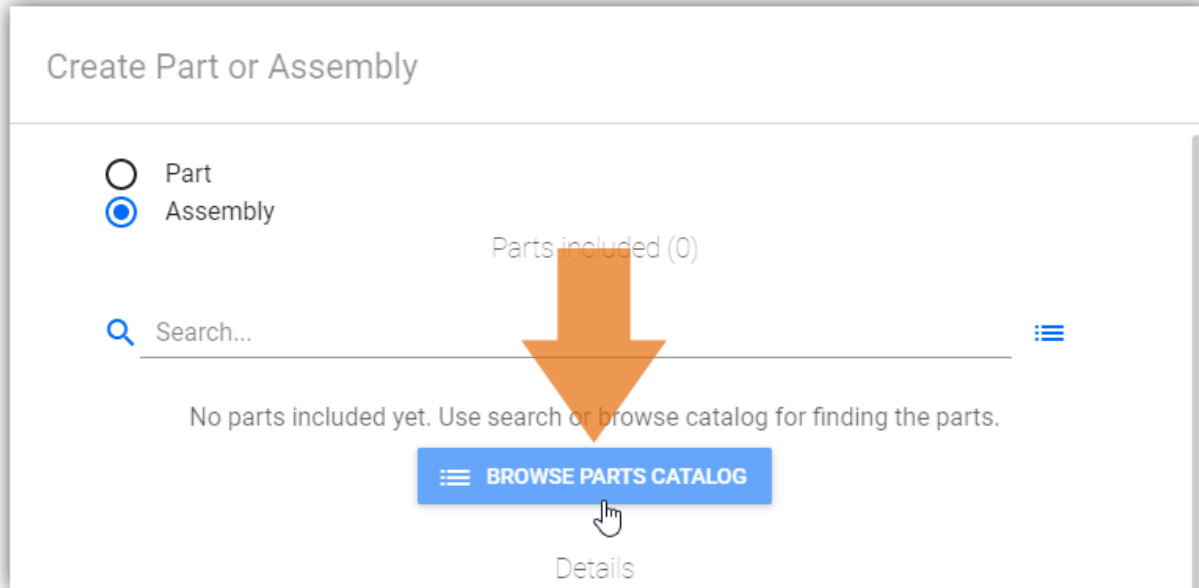 Create Part or Assembly
Part
Assembly
Parts included (0)
Search...
No parts included yet. Use search or browse catalog for finding the parts.
BROWSE PARTS CATALOG
Details